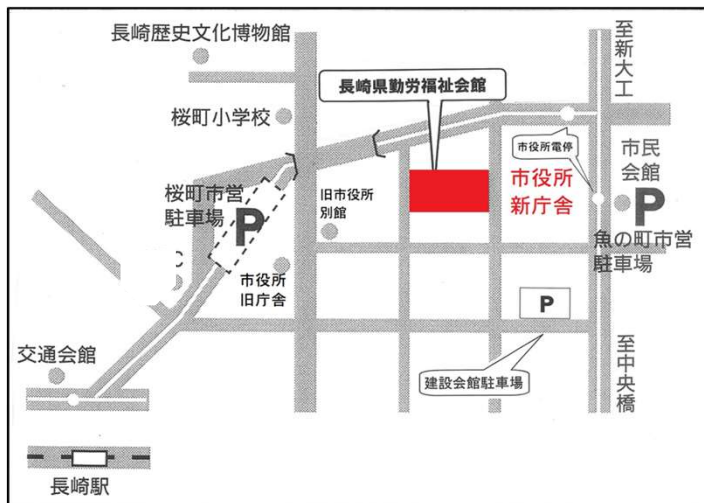 長崎歴史文化博物館
至新大工
長崎県勤労福祉会館
桜町小学校
市役所電停
市民
会館
桜町市営
駐車場
P
旧市役所
別館
市役所
新庁舎
P
魚の町市営
駐車場
C
市役所
旧庁舎
P
建設会館駐車場
至中央橋
交通会館
長崎駅